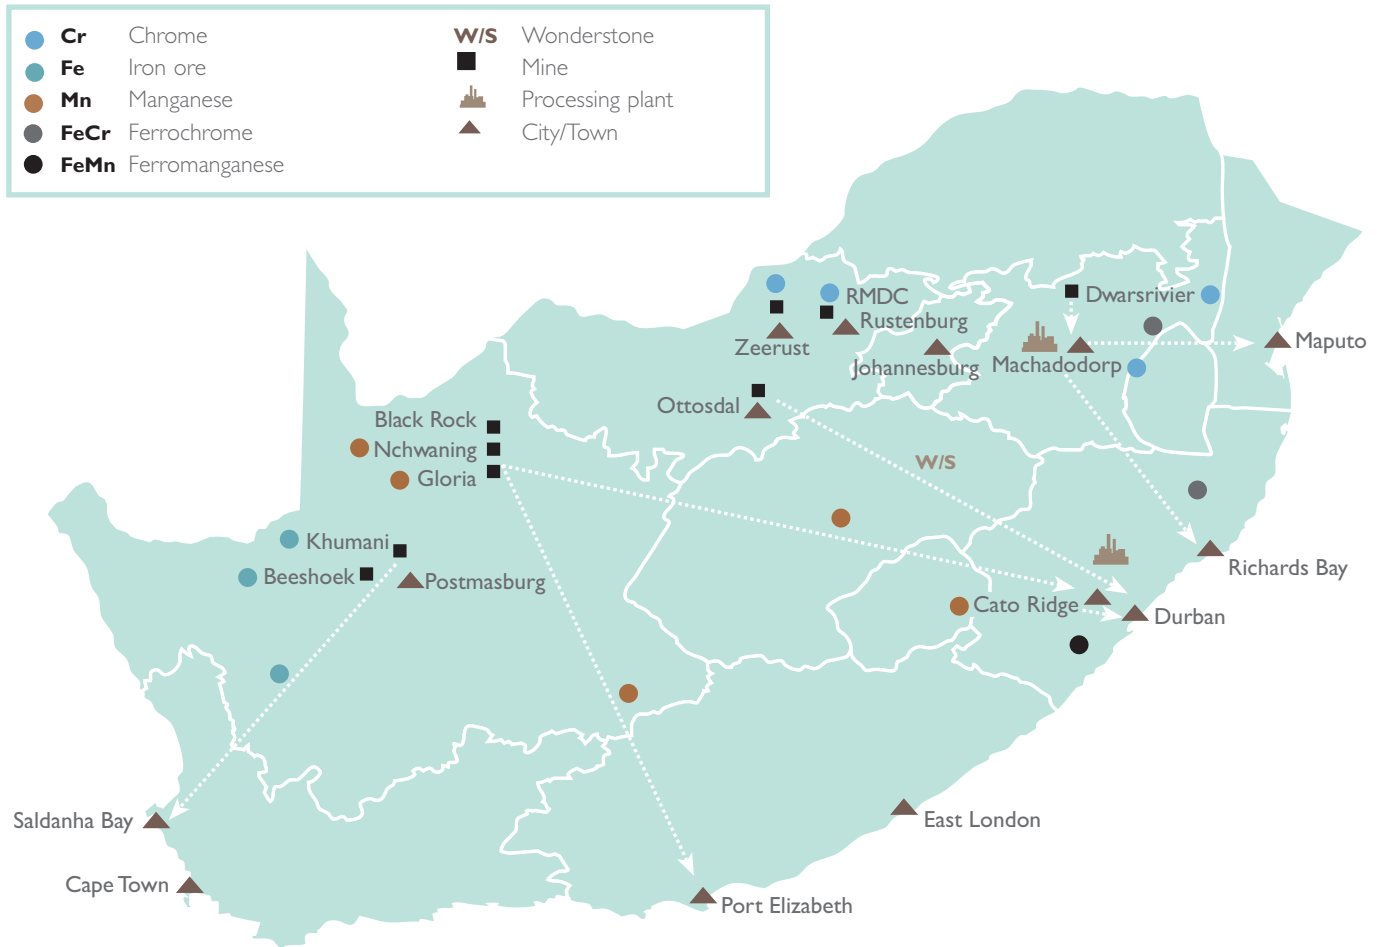 Cr Chrome
Fe Iron ore
Mn Manganese
FeCr Ferrochrome
FeMn Ferromanganese
W/S Wonderstone
Mine
Processing plant
City/Town
RMDC
Dwarsrivier
Rustenburg
Zeerust
Maputo
Johannesburg
Machadodorp
Ottosdal
Black Rock
Nchwaning
Gloria
W/S
Khumani
Beeshoek
Postmasburg
Richards Bay
Cato Ridge
Durban
Saldanha Bay
East London
Cape Town
Port Elizabeth